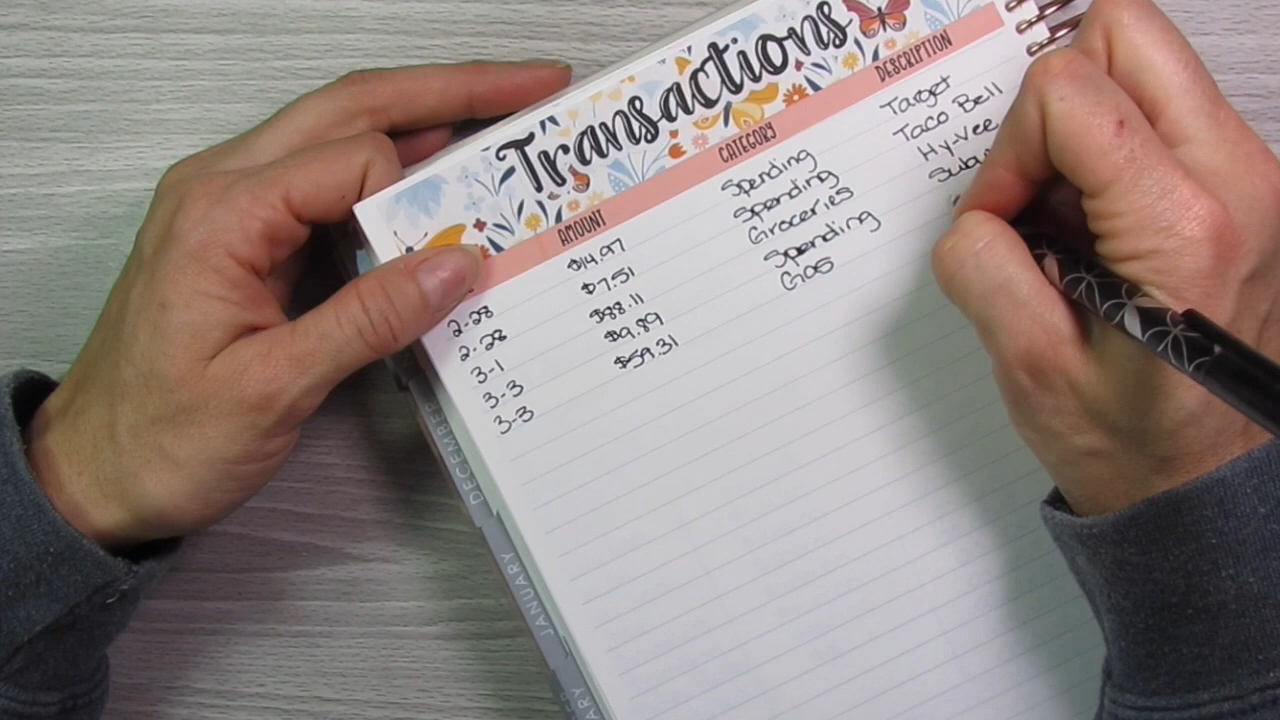 Transactions
AMOUNT CATEGORY DESCRIPTION
2-28 $14.97 Spending Target
2-28 $7.51 Spending Taco Bell
3-1 $88.11 Groceries Hy-Vee
3-3 $9.89 Spending
3-3 $59.31 Gas
DECEMBER
JANUARY